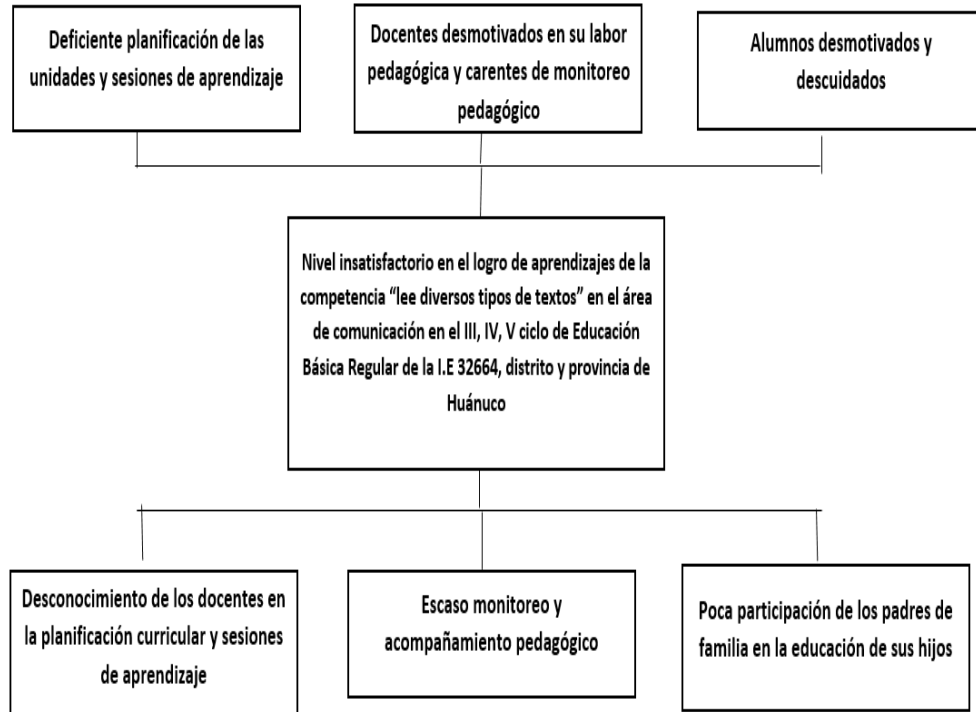 Deficiente planificación de las
unidades y sesiones de aprendizaje
Docentes desmotivados en su labor
pedagógica y carentes de monitoreo
pedagógico
Alumnos desmotivados y
descuidados
Nivel insatisfactorio en el logro de aprendizajes de la
competencia “lee diversos tipos de textos” en el área
de comunicación en el III, IV, V ciclo de Educación
Básica Regular de la I.E 32664, distrito y provincia de
Huánuco
Desconocimiento de los docentes en
la planificación curricular y sesiones
de aprendizaje
Escaso monitoreo y
acompañamiento pedagógico
Poca participación de los padres de
familia en la educación de sus hijos